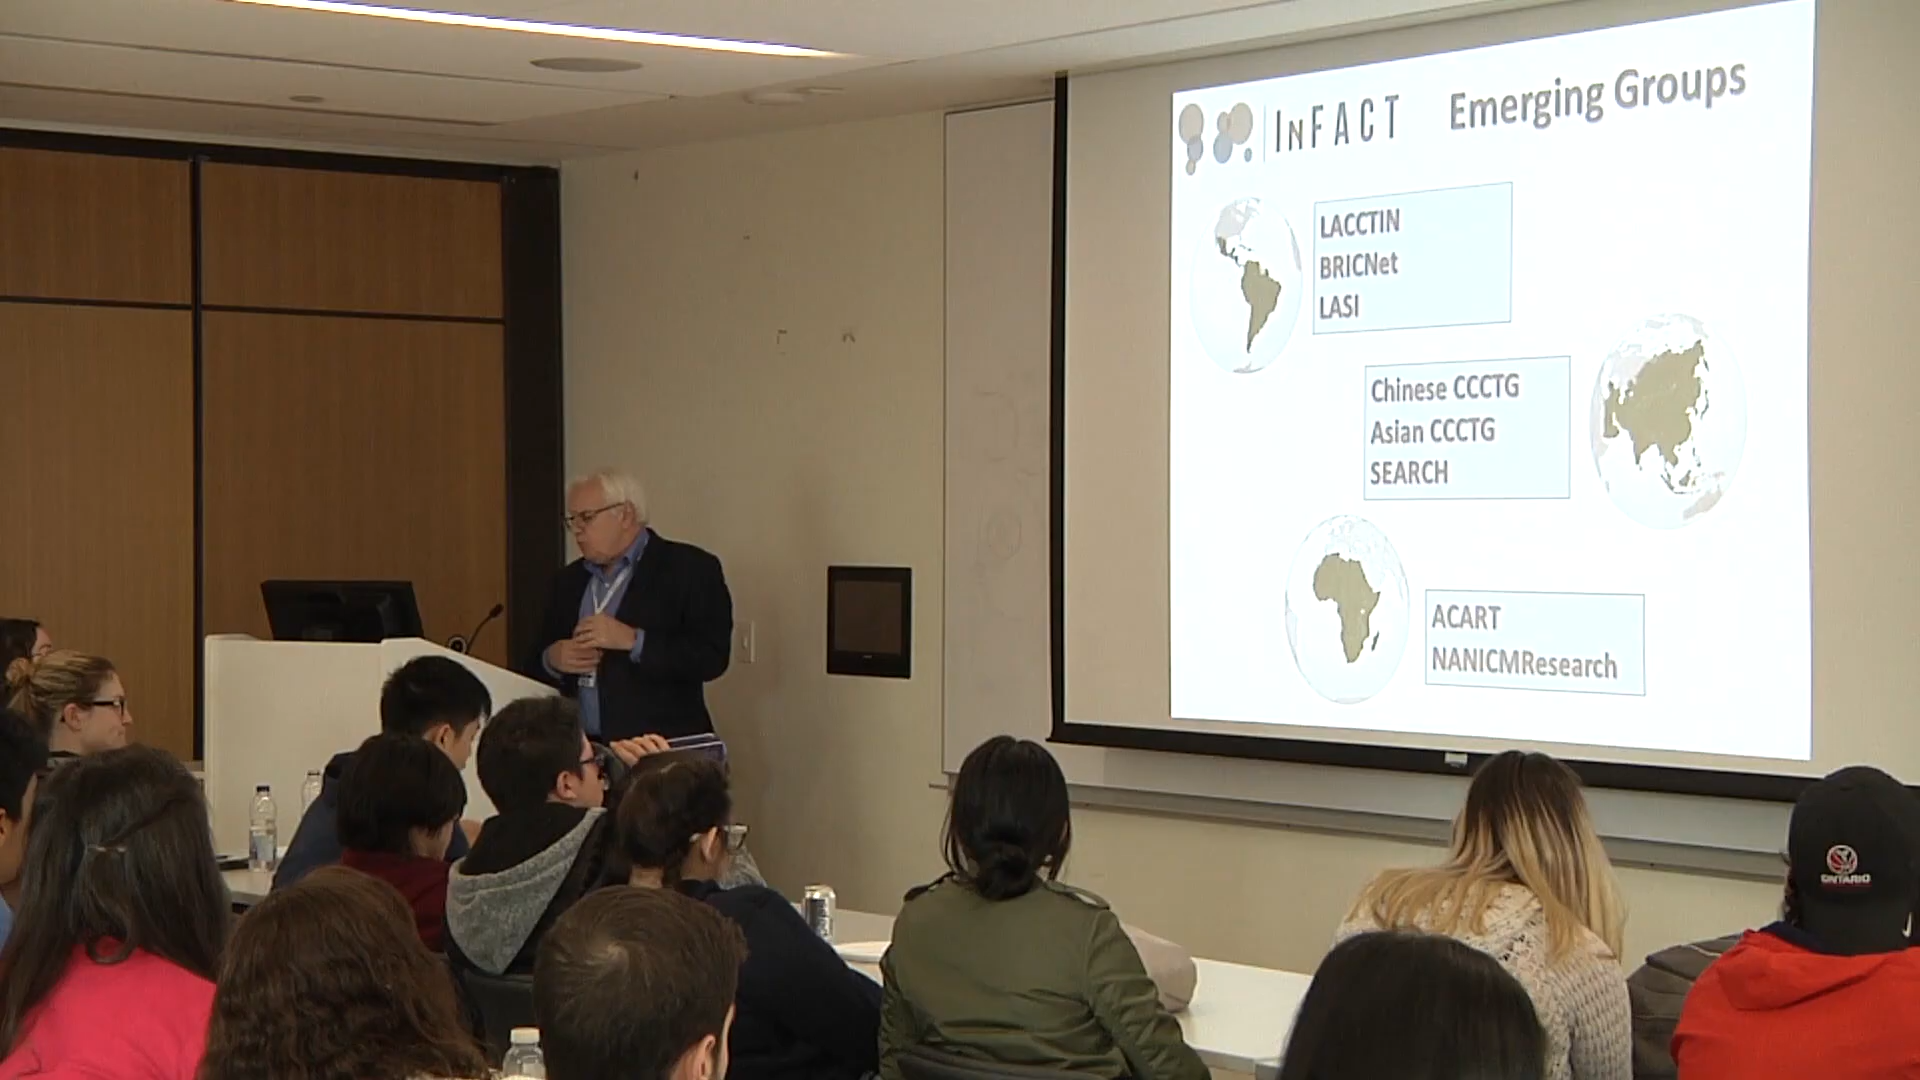 InFACT Emerging Groups
LACCTIN
BRICNet
LASI
Chinese CCCTG
Asian CCCTG
SEARCH
ACART
NANICMResearch
ONTARIO